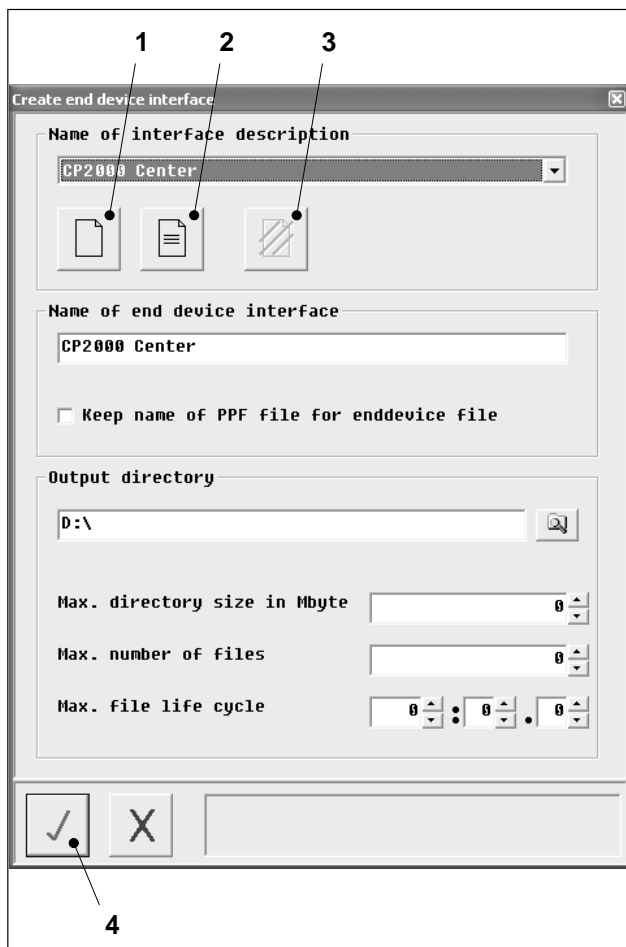 1 2 3
Create end device interface
Name of interface description
CP2000 Center
Name of end device interface
CP2000 Center
Keep name of PPF file for enddevice file
Output directory
D:\
Max. directory size in Mbyte 0
Max. number of files 0
Max. file life cycle 0 : 0 . 0
4